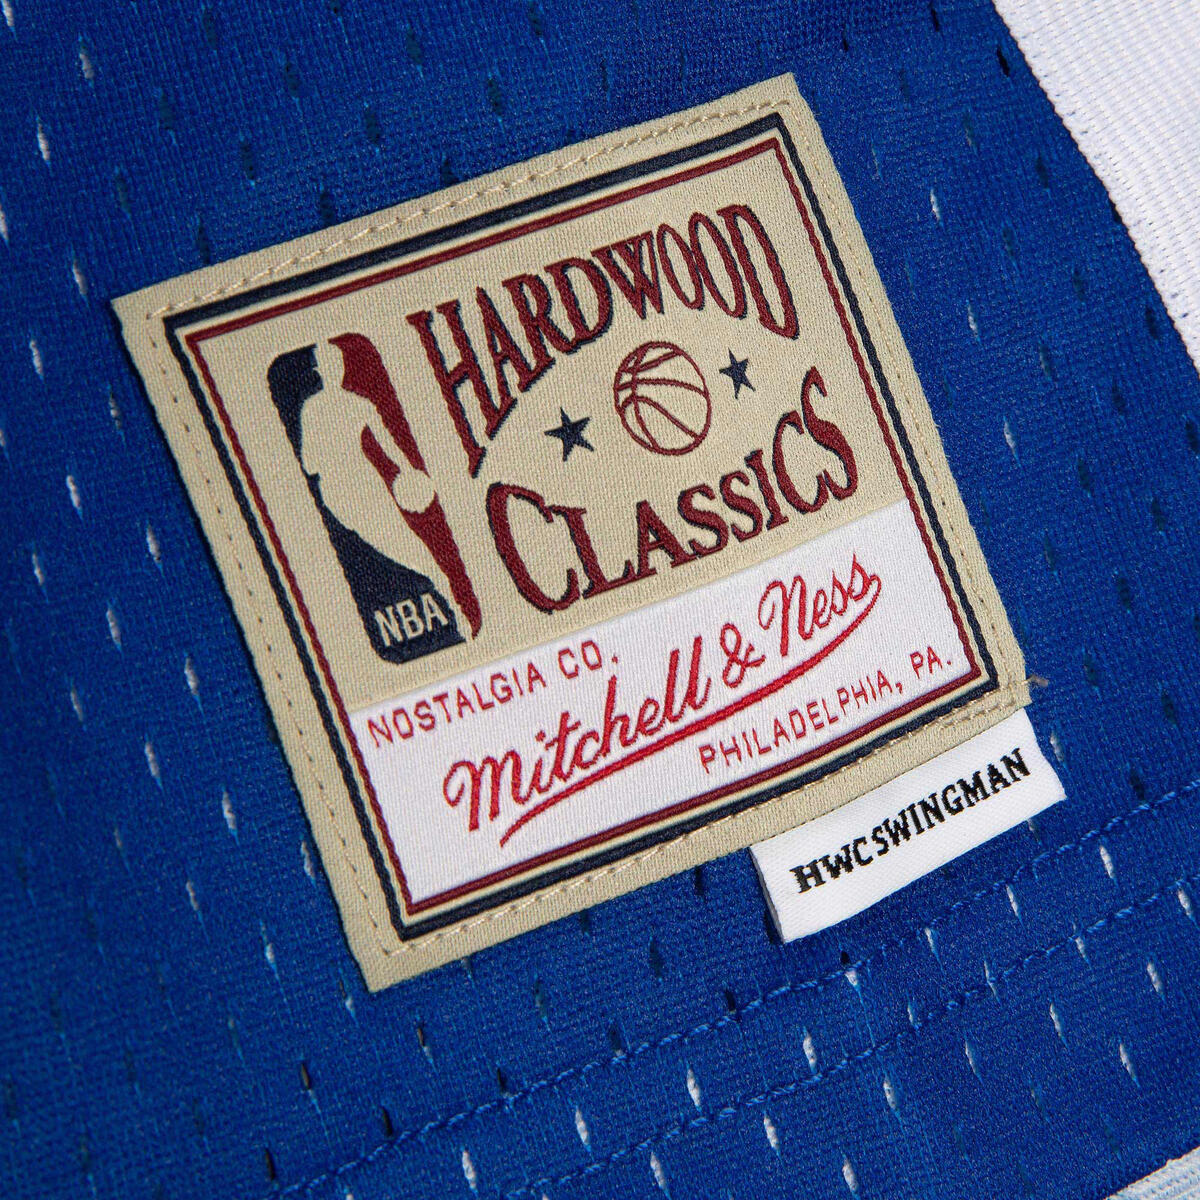 HARDWOOD
CLASSICS
NBA
NOSTALGIA CO.
Mitchell & Ness
PHILADELPHIA, PA.
HWCSWINGMAN